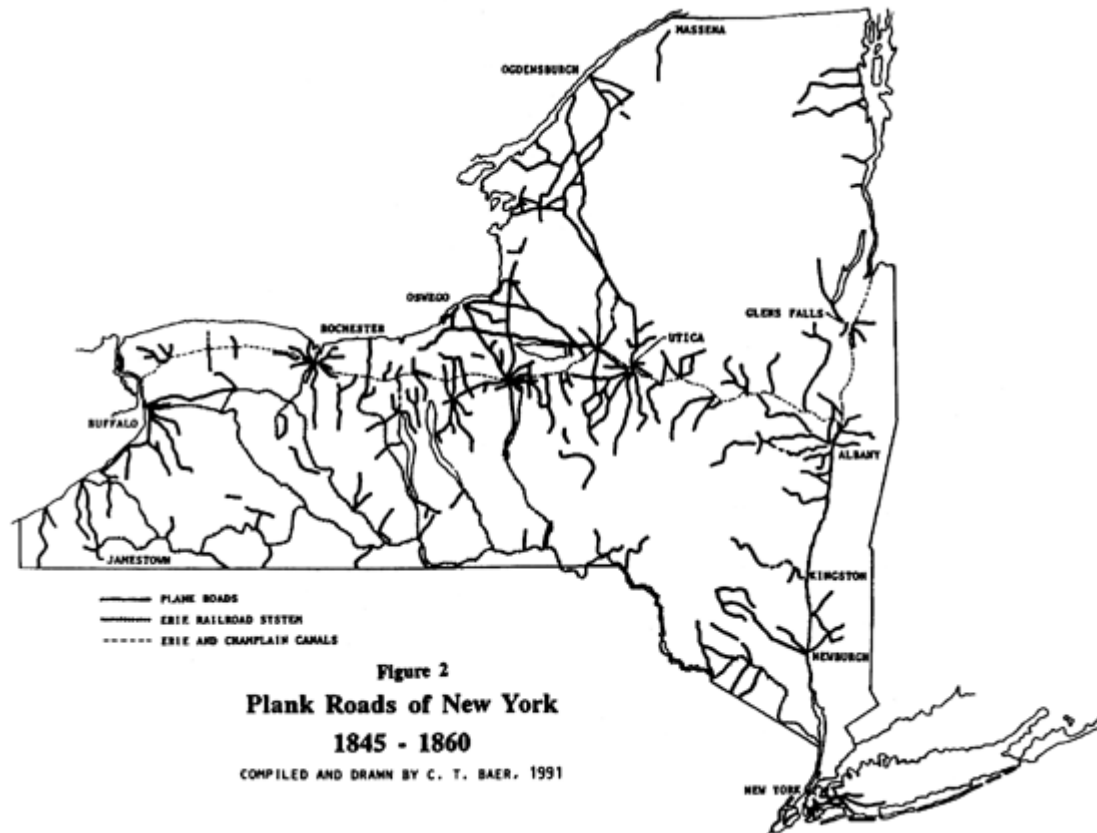 MASSENA
OGDENSBURGH
OSWEGO
GLENS FALLS
ROCHESTER
UTICA
BUFFALO
ALBANY
JAMESTOWN
KINGSTON
PLANK ROADS
ERIE RAILROAD SYSTEM
ERIE AND CHAMPLAIN CANALS
NEWBURGH
Figure 2
Plank Roads of New York
1845 - 1860
COMPILED AND DRAWN BY C. T. BAER, 1991
NEW YORK